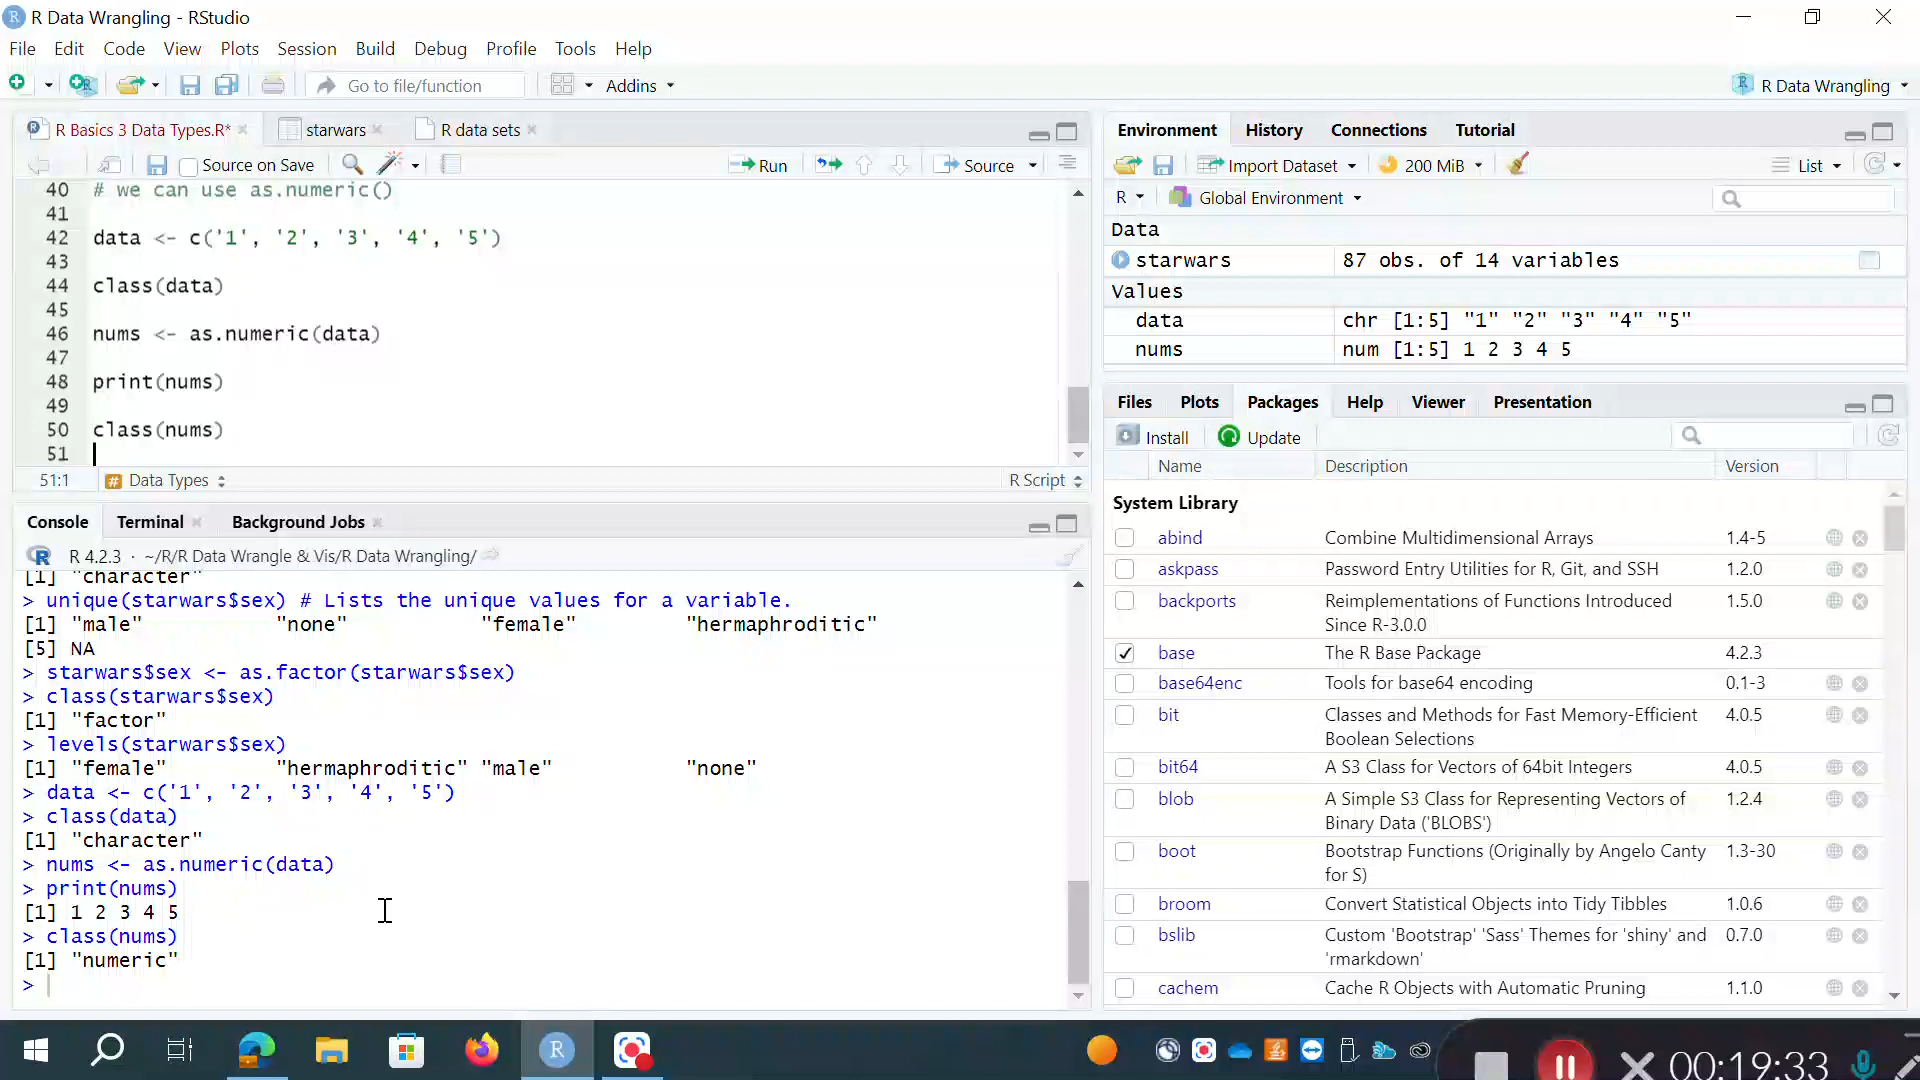 R Data Wrangling - RStudio
File Edit Code View Plots Session Build Debug Profile Tools Help
Go to file/function Addins R Data Wrangling
R Basics 3 Data Types.R* starwars R data sets
Source on Save Run Source
40 # we can use as.numeric()
41
42 data <- c('1', '2', '3', '4', '5')
43
44 class(data)
45
46 nums <- as.numeric(data)
47
48 print(nums)
49
50 class(nums)
51
51:1 # Data Types R Script
Console Terminal Background Jobs
R 4.2.3 · ~/R/R Data Wrangle & Vis/R Data Wrangling/
[1] "character"
> unique(starwars$sex) # Lists the unique values for a variable.
[1] "male" "none" "female" "hermaphroditic"
[5] NA
> starwars$sex <- as.factor(starwars$sex)
> class(starwars$sex)
[1] "factor"
> levels(starwars$sex)
[1] "female" "hermaphroditic" "male" "none"
> data <- c('1', '2', '3', '4', '5')
> class(data)
[1] "character"
> nums <- as.numeric(data)
> print(nums)
[1] 1 2 3 4 5
> class(nums)
[1] "numeric"
>
Environment History Connections Tutorial
Import Dataset 200 MiB List
R Global Environment
Data
starwars 87 obs. of 14 variables
Values
data chr [1:5] "1" "2" "3" "4" "5"
nums num [1:5] 1 2 3 4 5
Files Plots Packages Help Viewer Presentation
Install Update
Name Description Version
System Library
abind Combine Multidimensional Arrays 1.4-5
askpass Password Entry Utilities for R, Git, and SSH 1.2.0
backports Reimplementations of Functions Introduced 1.5.0
Since R-3.0.0
base The R Base Package 4.2.3
base64enc Tools for base64 encoding 0.1-3
bit Classes and Methods for Fast Memory-Efficient 4.0.5
Boolean Selections
bit64 A S3 Class for Vectors of 64bit Integers 4.0.5
blob A Simple S3 Class for Representing Vectors of 1.2.4
Binary Data ('BLOBS')
boot Bootstrap Functions (Originally by Angelo Canty 1.3-30
for S)
broom Convert Statistical Objects into Tidy Tibbles 1.0.6
bslib Custom 'Bootstrap' 'Sass' Themes for 'shiny' and 0.7.0
'rmarkdown'
cachem Cache R Objects with Automatic Pruning 1.1.0
00:19:33